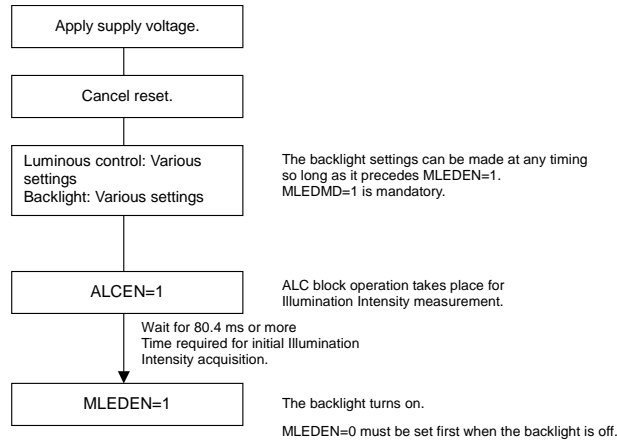 Apply supply voltage.
Cancel reset.
Luminous control: Various
settings
Backlight: Various settings
The backlight settings can be made at any timing
so long as it precedes MLEDEN=1.
MLEDMD=1 is mandatory.
ALCEN=1
ALC block operation takes place for
Illumination Intensity measurement.
Wait for 80.4 ms or more
Time required for initial Illumination
Intensity acquisition.
MLEDEN=1
The backlight turns on.
MLEDEN=0 must be set first when the backlight is off.